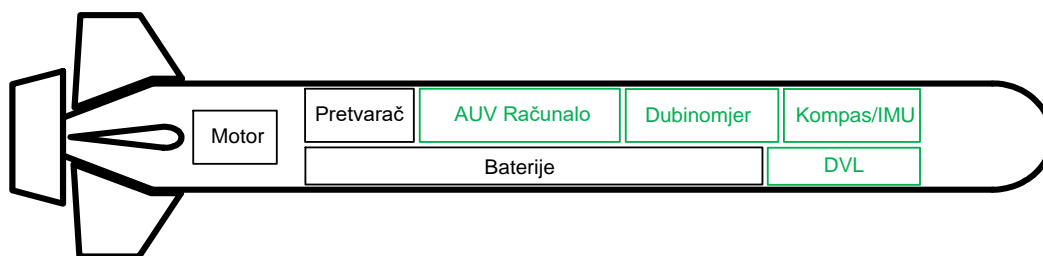 Motor
Pretvarač
AUV Računalo
Dubinomjer
Kompas/IMU
Baterije
DVL